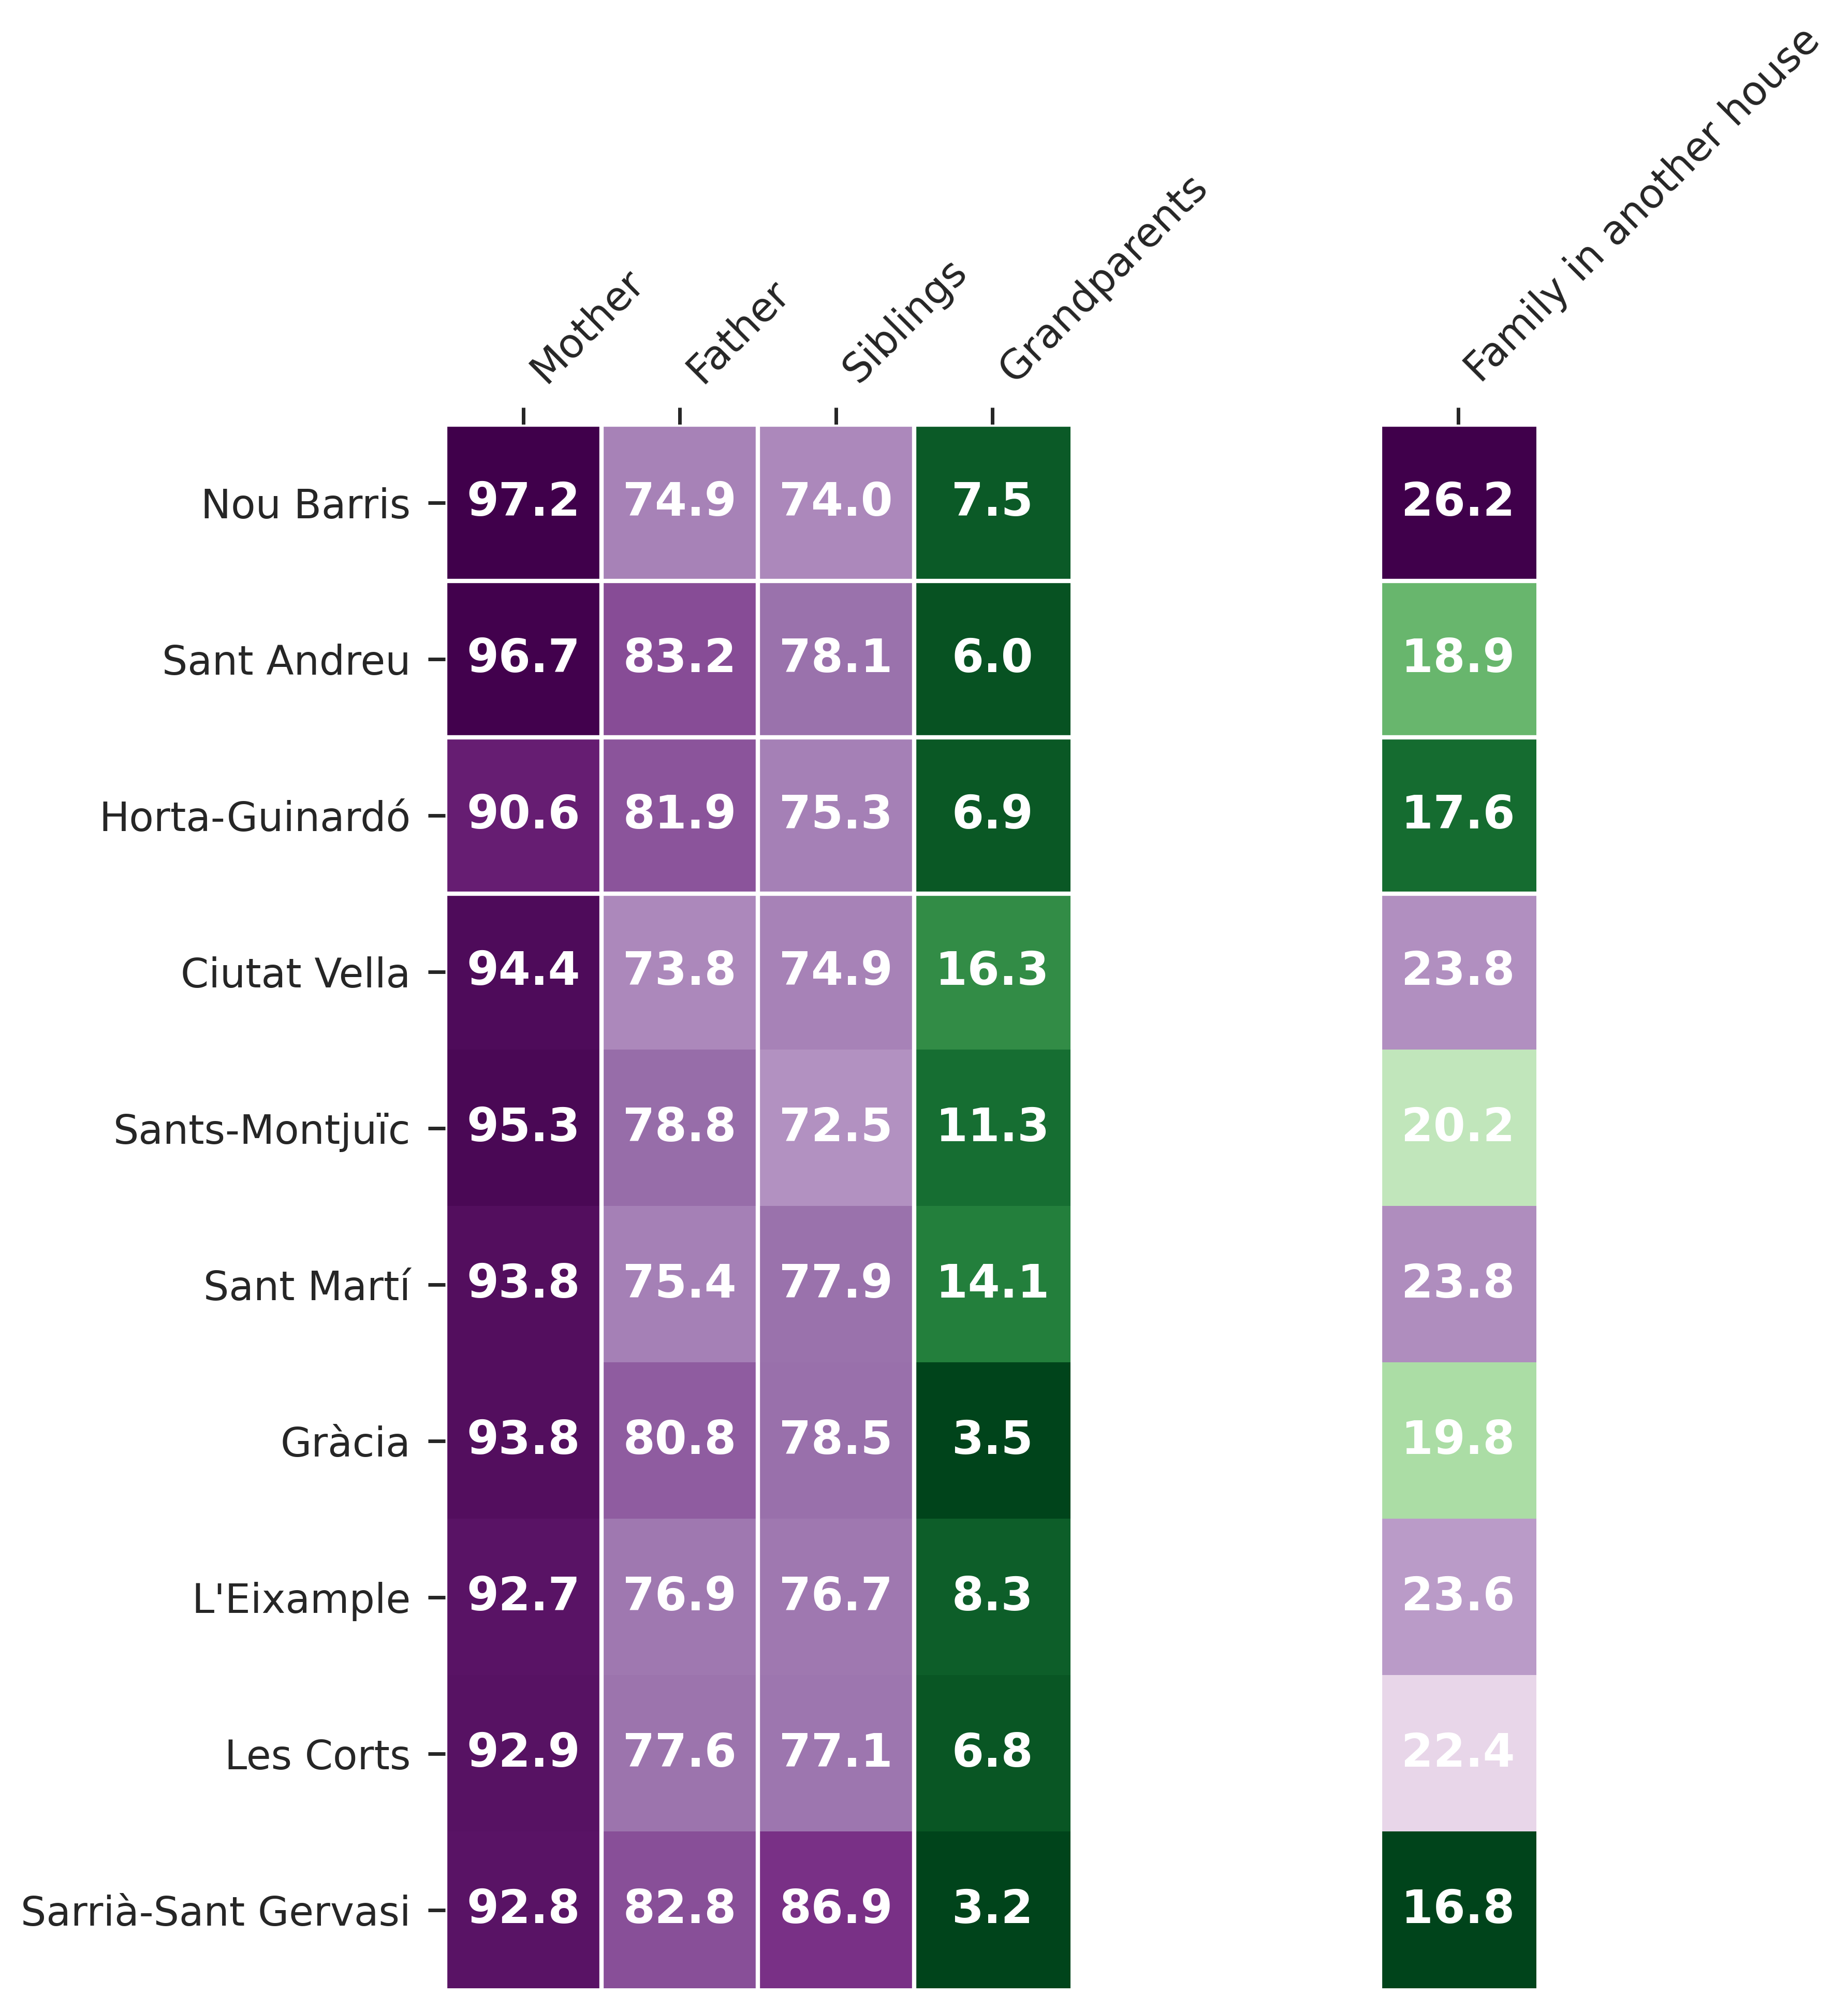 Mother Father Siblings Grandparents Family in another house
Nou Barris 97.2 74.9 74.0 7.5 26.2
Sant Andreu 96.7 83.2 78.1 6.0 18.9
Horta-Guinardó 90.6 81.9 75.3 6.9 17.6
Ciutat Vella 94.4 73.8 74.9 16.3 23.8
Sants-Montjuïc 95.3 78.8 72.5 11.3 20.2
Sant Martí 93.8 75.4 77.9 14.1 23.8
Gràcia 93.8 80.8 78.5 3.5 19.8
L'Eixample 92.7 76.9 76.7 8.3 23.6
Les Corts 92.9 77.6 77.1 6.8 22.4
Sarrià-Sant Gervasi 92.8 82.8 86.9 3.2 16.8